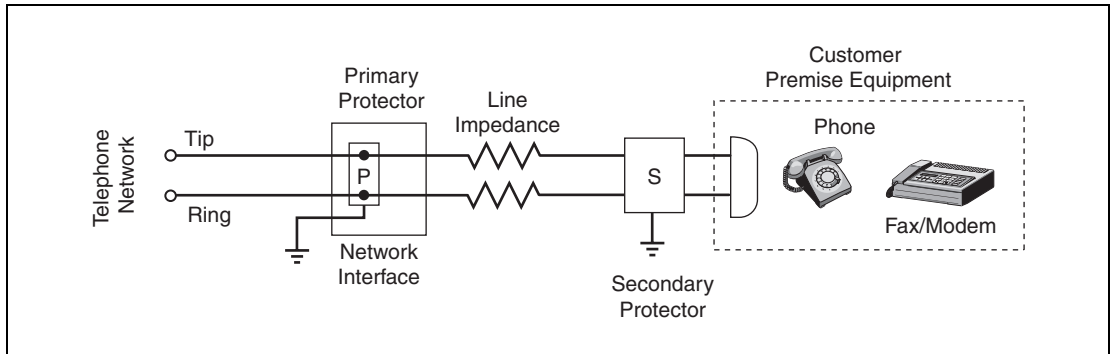 Telephone
Network
Tip
Ring
Primary
Protector
P
Network
Interface
Line
Impedance
S
Secondary
Protector
Customer
Premise Equipment
Phone
Fax/Modem